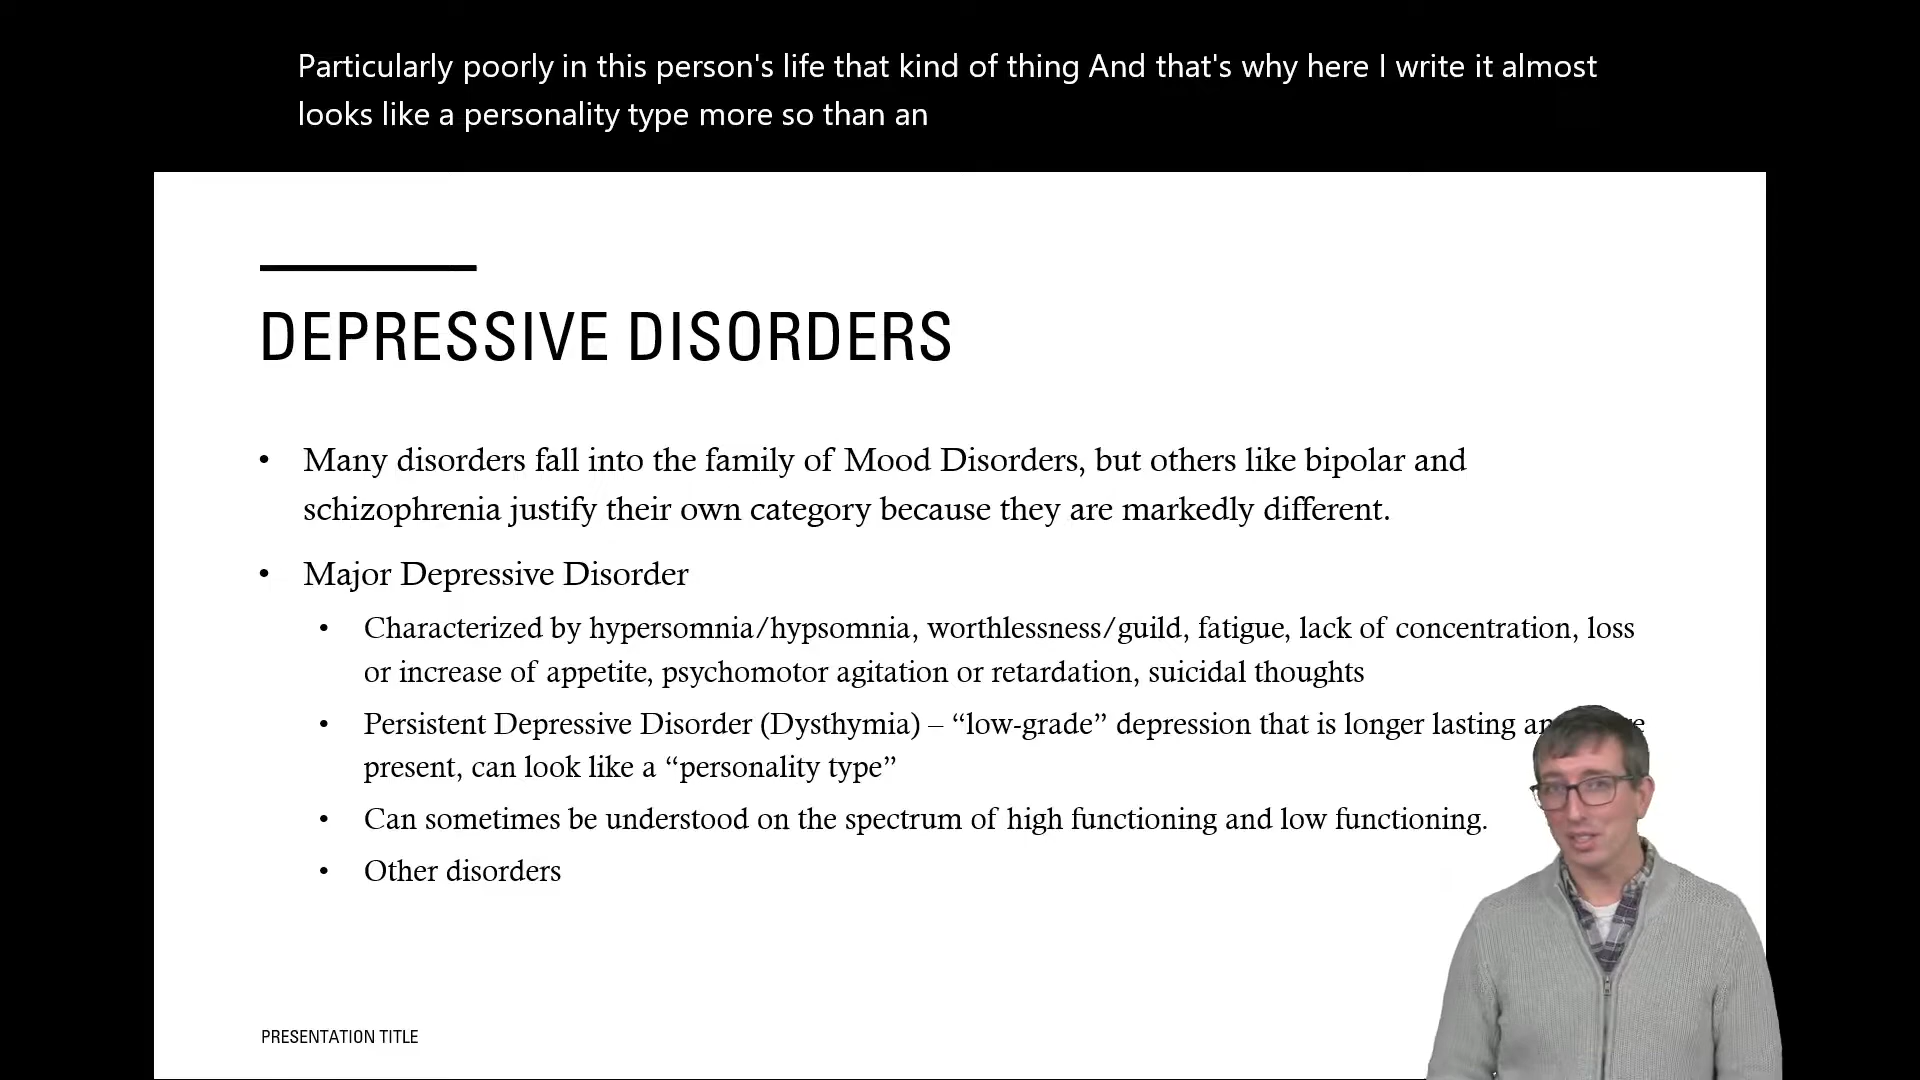 Particularly poorly in this person's life that kind of thing And that's why here I write it almost
looks like a personality type more so than an
DEPRESSIVE DISORDERS
• Many disorders fall into the family of Mood Disorders, but others like bipolar and
schizophrenia justify their own category because they are markedly different.
• Major Depressive Disorder
• Characterized by hypersomnia/hypsomnia, worthlessness/guild, fatigue, lack of concentration, loss
or increase of appetite, psychomotor agitation or retardation, suicidal thoughts
• Persistent Depressive Disorder (Dysthymia) – “low-grade” depression that is longer lasting
present, can look like a “personality type”
• Can sometimes be understood on the spectrum of high functioning and low functioning.
• Other disorders
PRESENTATION TITLE